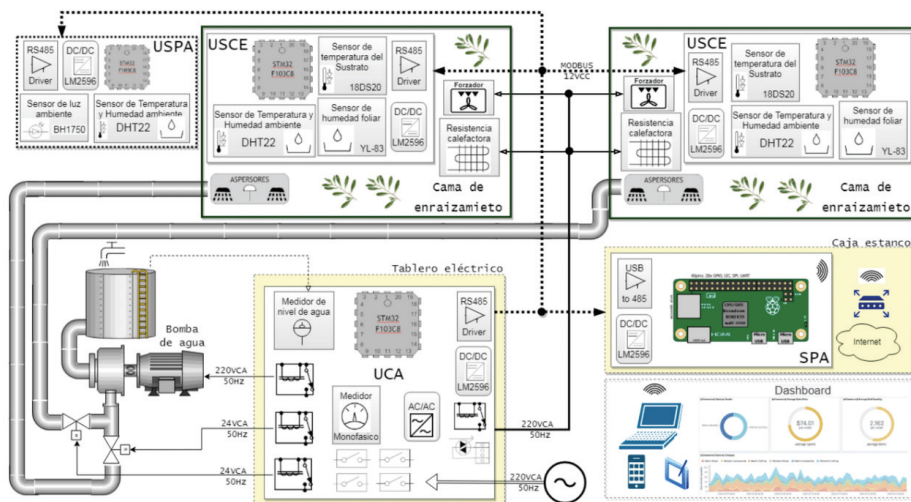 RS485
Driver
DC/DC
LM2596
STM32
F103C8
USPA
Sensor de luz
ambiente
BH1750
Sensor de Temperatura
y Humedad ambiente
DHT22
USCE
STM32
F103C8
Sensor de
temperatura del
Sustrato
18DS20
RS485
Driver
Sensor de Temperatura y
Humedad ambiente
DHT22
Sensor de
humedad foliar
YL-83
DC/DC
LM2596
Forzador
Resistencia
calefactora
ASPERSORES
Cama de
enraizamieto
MODBUS
12VCC
USCE
RS485
Driver
Sensor de
temperatura del
Sustrato
18DS20
STM32
F103C8
Forzador
Resistencia
calefactora
DC/DC
LM2596
Sensor de Temperatura y
Humedad ambiente
DHT22
Sensor de
humedad foliar
YL-83
ASPERSORES
Cama de
enraizamieto
Bomba
de agua
Tablero eléctrico
Medidor de
nivel de agua
STM32
F103C8
RS485
Driver
UCA
DC/DC
LM2596
Medidor
Monofasico
AC/AC
220VCA
50Hz
24VCA
50Hz
24VCA
50Hz
220VCA
50Hz
220VCA
50Hz
Caja estanco
USB
to 485
DC/DC
LM2596
SPA
Internet
Dashboard
$74.01
2,162